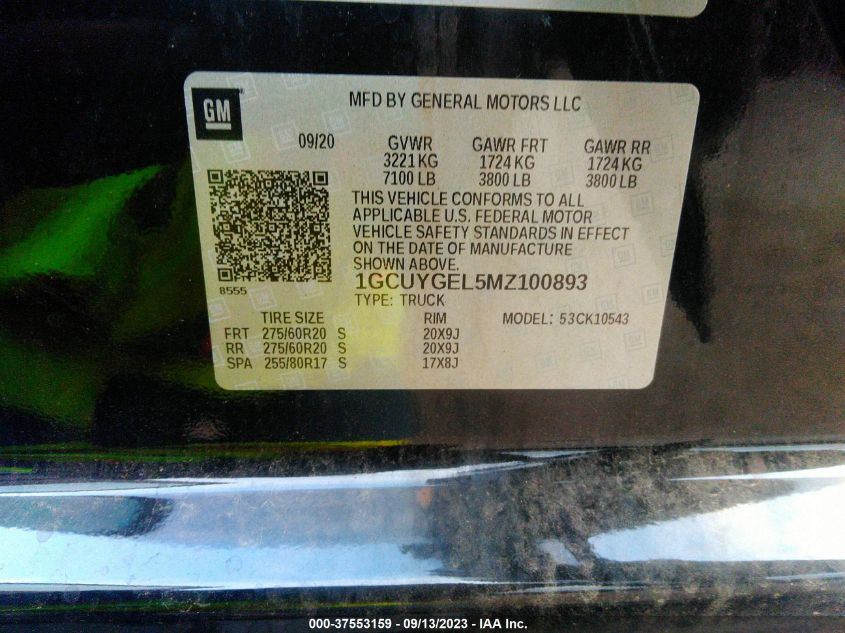 GM
MFD BY GENERAL MOTORS LLC
09/20 GVWR GAWR FRT GAWR RR
3221 KG 1724 KG 1724 KG
7100 LB 3800 LB 3800 LB
THIS VEHICLE CONFORMS TO ALL
APPLICABLE U.S. FEDERAL MOTOR
VEHICLE SAFETY STANDARDS IN EFFECT
ON THE DATE OF MANUFACTURE
SHOWN ABOVE.
8555
1GCUYGEL5MZ100893
TYPE: TRUCK
TIRE SIZE RIM MODEL: 53CK10543
FRT 275/60R20 S 20X9J
RR 275/60R20 S 20X9J
SPA 255/80R17 S 17X8J
000-37553159 - 09/13/2023 - IAA Inc.